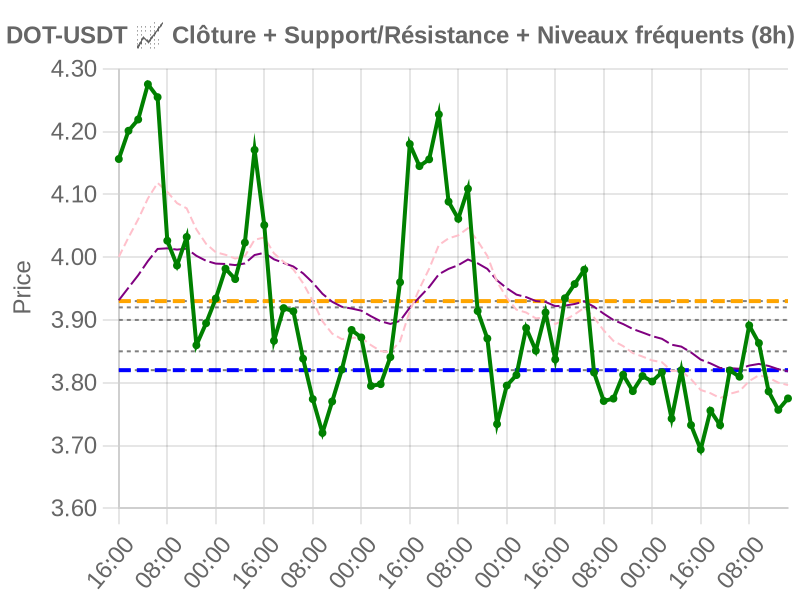 DOT-USDT 📈 Clôture + Support/Résistance + Niveaux fréquents (8h)
4.30
4.20
4.10
4.00
3.90
3.80
3.70
3.60
Price
16:00 08:00 00:00 16:00 08:00 00:00 16:00 08:00 00:00 16:00 08:00 00:00 16:00 08:00